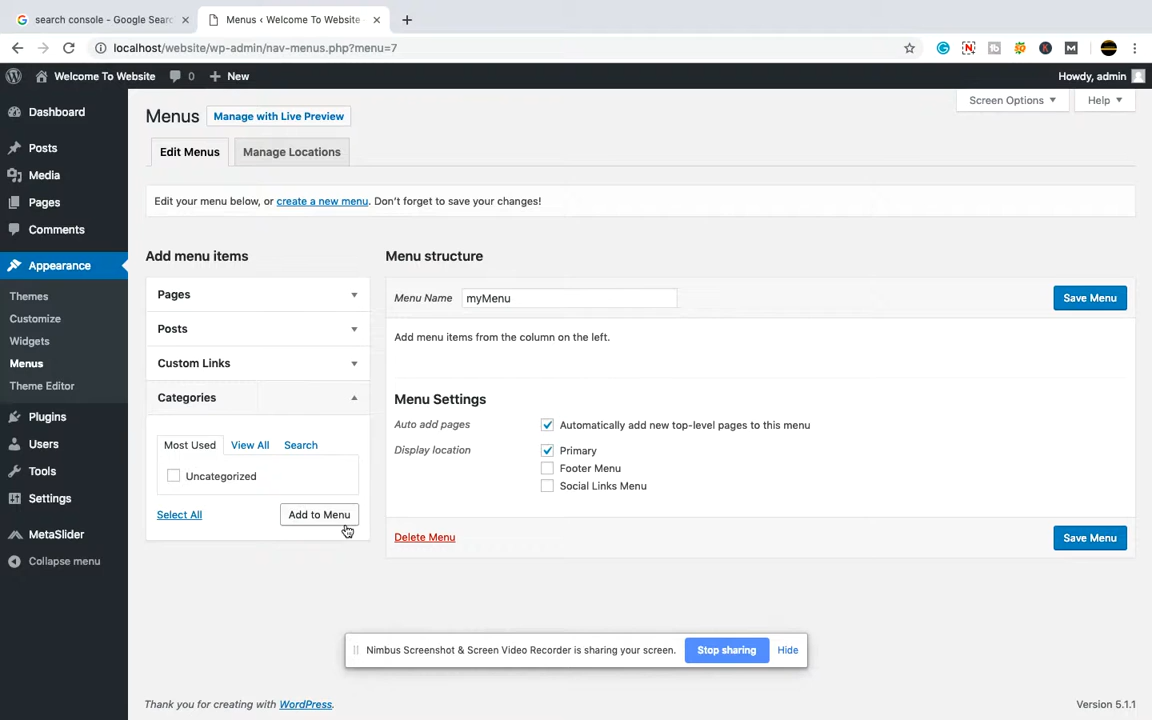 search console - Google Searc
Menus ‹ Welcome To Website
localhost/website/wp-admin/nav-menus.php?menu=7
Welcome To Website
0
New
Howdy, admin
Dashboard
Posts
Media
Pages
Comments
Appearance
Themes
Customize
Widgets
Menus
Theme Editor
Plugins
Users
Tools
Settings
MetaSlider
Collapse menu
Screen Options
Help
Menus
Manage with Live Preview
Edit Menus
Manage Locations
Edit your menu below, or create a new menu. Don't forget to save your changes!
Add menu items
Pages
Posts
Custom Links
Categories
Most Used
View All
Search
Uncategorized
Select All
Add to Menu
Menu structure
Menu Name
myMenu
Save Menu
Add menu items from the column on the left.
Menu Settings
Auto add pages
Automatically add new top-level pages to this menu
Display location
Primary
Footer Menu
Social Links Menu
Delete Menu
Save Menu
Nimbus Screenshot & Screen Video Recorder is sharing your screen.
Stop sharing
Hide
Thank you for creating with WordPress.
Version 5.1.1